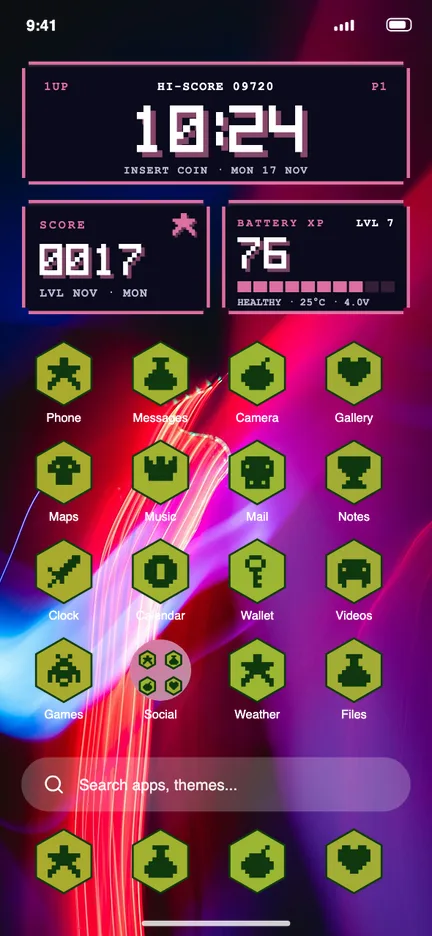 9:41
1UP HI-SCORE 09720 P1
10:24
INSERT COIN · MON 17 NOV
SCORE
0017
LVL NOV · MON
BATTERY XP LVL 7
76
HEALTHY · 25°C · 4.0V
Phone Messages Camera Gallery
Maps Music Mail Notes
Clock Calendar Wallet Videos
Games Social Weather Files
Search apps, themes...